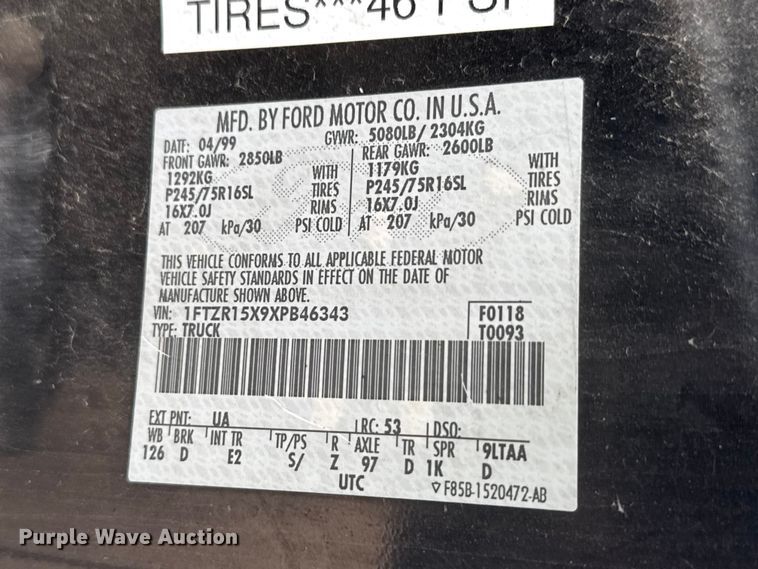 TIRES***46 PSI
MFD. BY FORD MOTOR CO. IN U.S.A.
DATE: 04/99 GVWR: 5080LB/ 2304KG
FRONT GAWR: 2850LB REAR GAWR: 2600LB
1292KG WITH 1179KG WITH
P245/75R16SL TIRES P245/75R16SL TIRES
16X7.0J RIMS 16X7.0J RIMS
AT 207 kPa/30 PSI COLD AT 207 kPa/30 PSI COLD
THIS VEHICLE CONFORMS TO ALL APPLICABLE FEDERAL MOTOR
VEHICLE SAFETY STANDARDS IN EFFECT ON THE DATE OF
MANUFACTURE SHOWN ABOVE.
VIN: 1FTZR15X9XPB46343 F0118
TYPE: TRUCK T0093
EXT PNT: UA RC: 53 DSO:
WB BRK INT TR TP/PS R AXLE TR SPR 9LTAA
126 D E2 S/ Z 97 D 1K D
UTC ▽F85B-1520472-AB
Purple Wave Auction